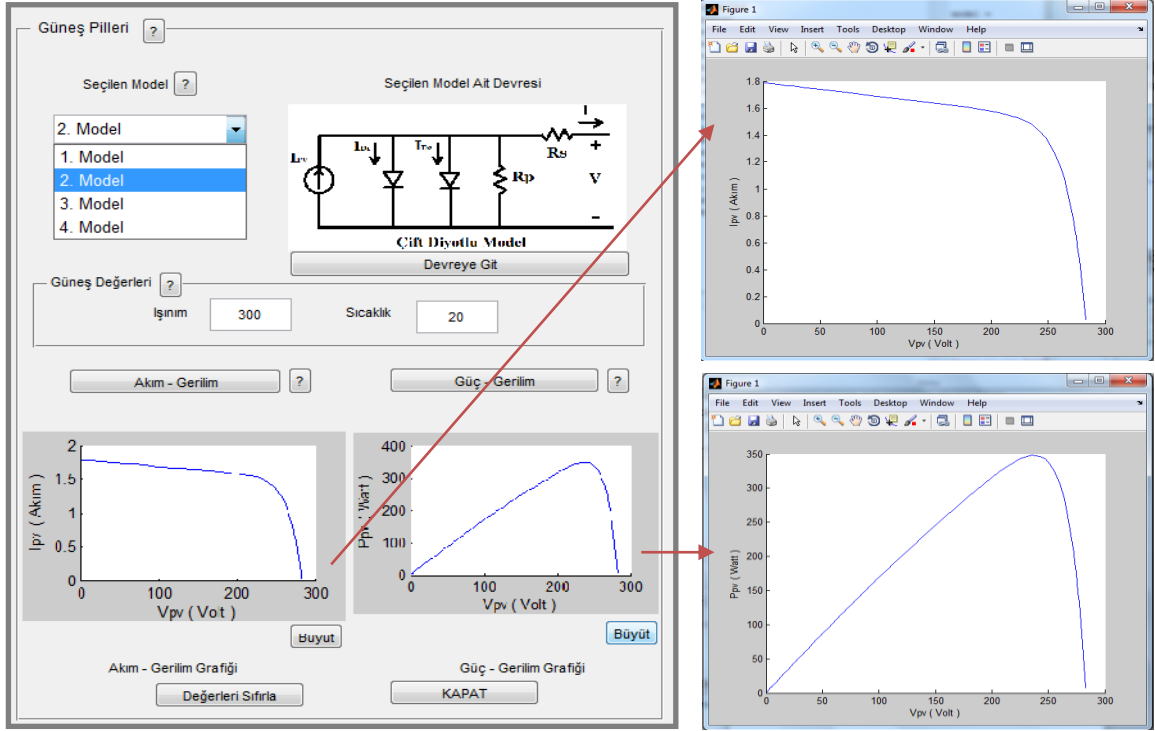 Güneş Pilleri ?
Seçilen Model ?
2. Model
1. Model
2. Model
3. Model
4. Model
Seçilen Model Ait Devresi
I
Rs
+
Rp
V
-
Çift Diyotlu Model
Devreye Git
Güneş Değerleri ?
Işınım 300 Sıcaklık 20
Akım - Gerilim ? Güç - Gerilim ?
2
1.5
1
0.5
0
Ipv ( Akım )
0 100 200 300
Vpv ( Volt )
Buyut
400
300
200
100
0
Ppv ( Watt )
0 100 200 300
Vpv ( Volt )
Büyüt
Akım - Gerilim Grafiği Güç - Gerilim Grafiği
Değerleri Sıfırla KAPAT
Figure 1
File Edit View Insert Tools Desktop Window Help
1.8
1.6
1.4
1.2
1
0.8
0.6
0.4
0.2
0
Ipv ( Akım )
0 50 100 150 200 250 300
Vpv ( Volt )
Figure 1
File Edit View Insert Tools Desktop Window Help
350
300
250
200
150
100
50
0
Ppv ( Watt )
0 50 100 150 200 250 300
Vpv ( Volt )